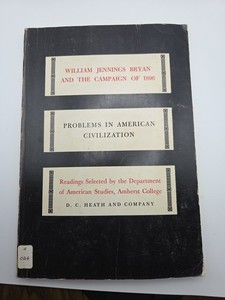 WILLIAM JENNINGS BRYAN
AND THE CAMPAIGN OF 1896
PROBLEMS IN AMERICAN
CIVILIZATION
Readings Selected by the Department
of American Studies, Amherst College
D. C. HEATH AND COMPANY